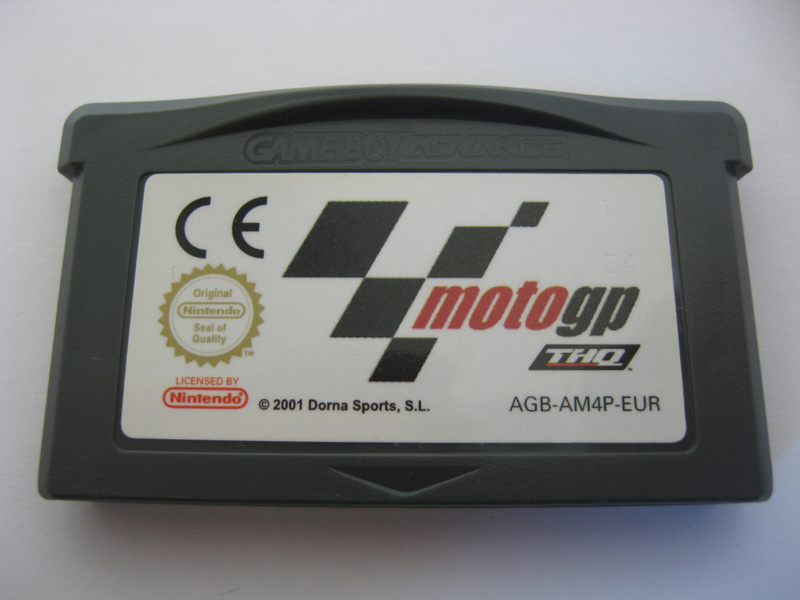 GAME BOY ADVANCE
CE
Original
Nintendo
Seal of
Quality
TM
LICENSED BY
Nintendo
motogp
THQ
© 2001 Dorna Sports, S.L.
AGB-AM4P-EUR